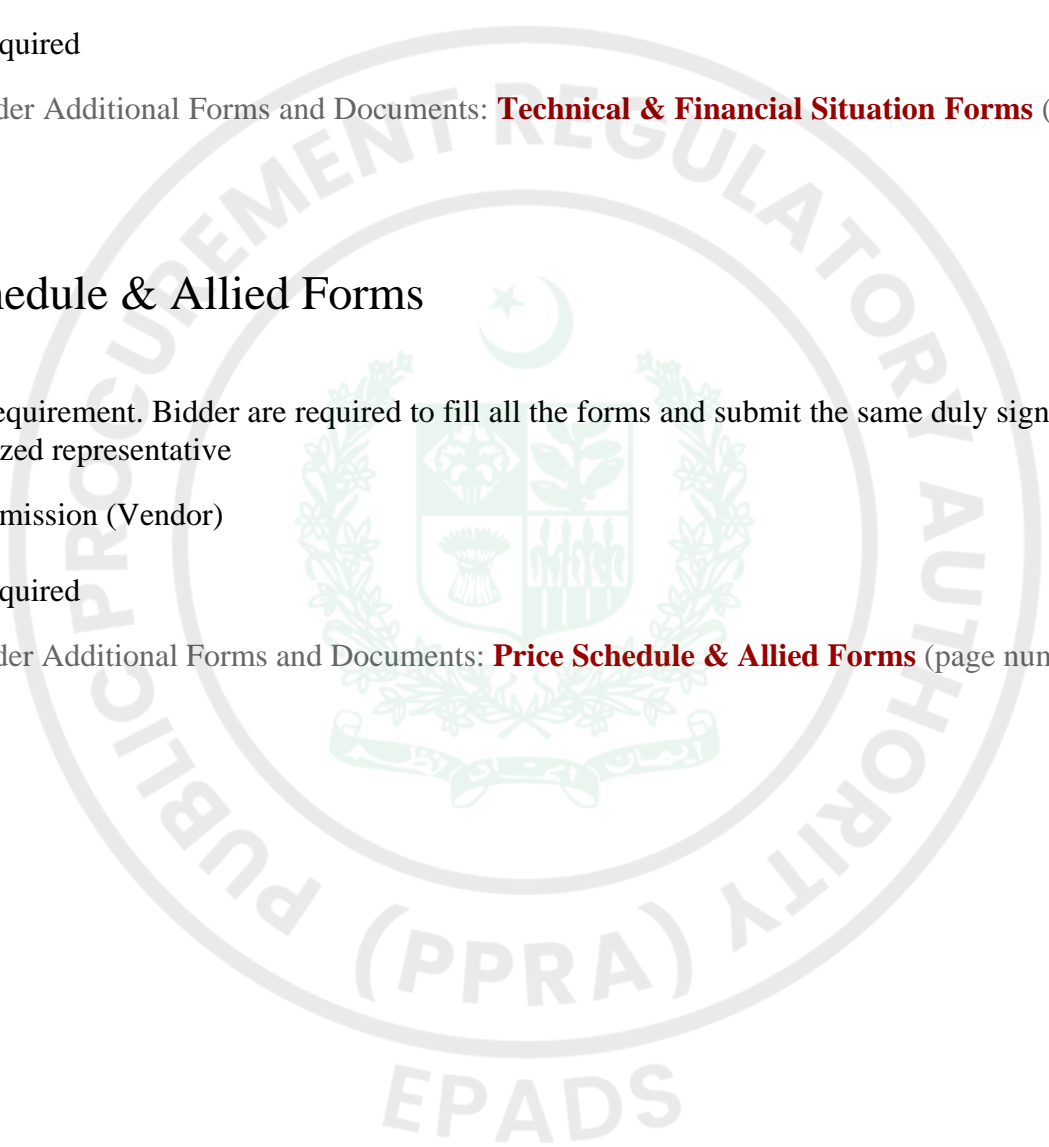 quired
der Additional Forms and Documents: Technical & Financial Situation Forms (
hedule & Allied Forms
equirement. Bidder are required to fill all the forms and submit the same duly sign
zed representative
mission (Vendor)
quired
der Additional Forms and Documents: Price Schedule & Allied Forms (page num
PUBLIC PROCUREMENT REGULATORY AUTHORITY
(PPRA)
EPADS